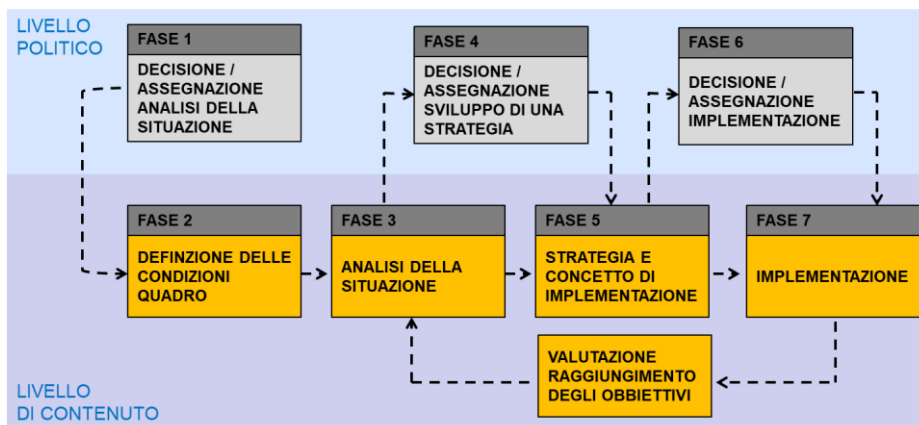 LIVELLO
POLITICO
FASE 1
DECISIONE /
ASSEGNAZIONE
ANALISI DELLA
SITUAZIONE
FASE 4
DECISIONE /
ASSEGNAZIONE
SVILUPPO DI UNA
STRATEGIA
FASE 6
DECISIONE /
ASSEGNAZIONE
IMPLEMENTAZIONE
FASE 2
DEFINZIONE DELLE
CONDIZIONI
QUADRO
FASE 3
ANALISI DELLA
SITUAZIONE
FASE 5
STRATEGIA E
CONCETTO DI
IMPLEMENTAZIONE
FASE 7
IMPLEMENTAZIONE
VALUTAZIONE
RAGGIUNGIMENTO
DEGLI OBBIETTIVI
LIVELLO
DI CONTENUTO